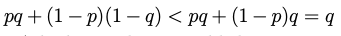 pq + (1 − p)(1 − q) < pq + (1 − p)q = q